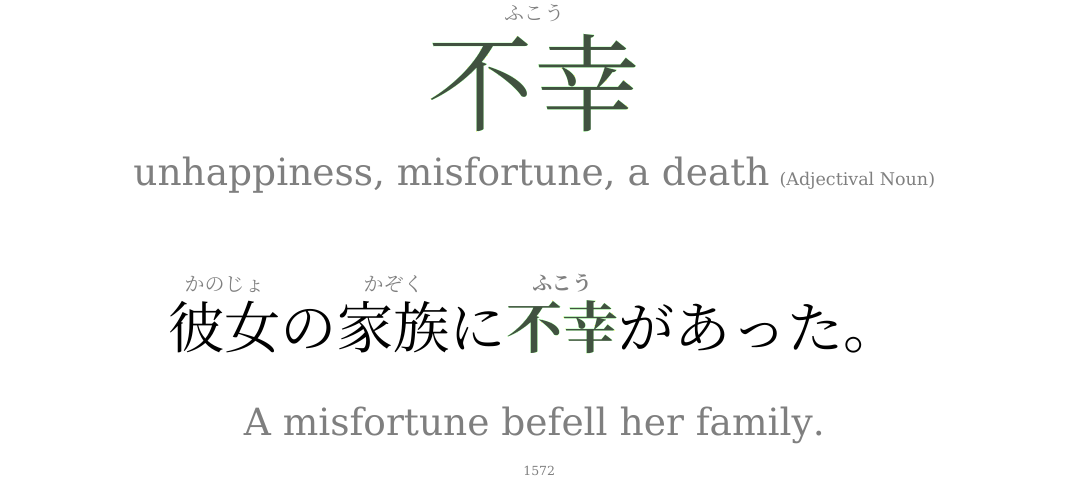 ふこう
不幸
unhappiness, misfortune, a death (Adjectival Noun)
かのじょ かぞく ふこう
彼女の家族に不幸があった。
A misfortune befell her family.
1572